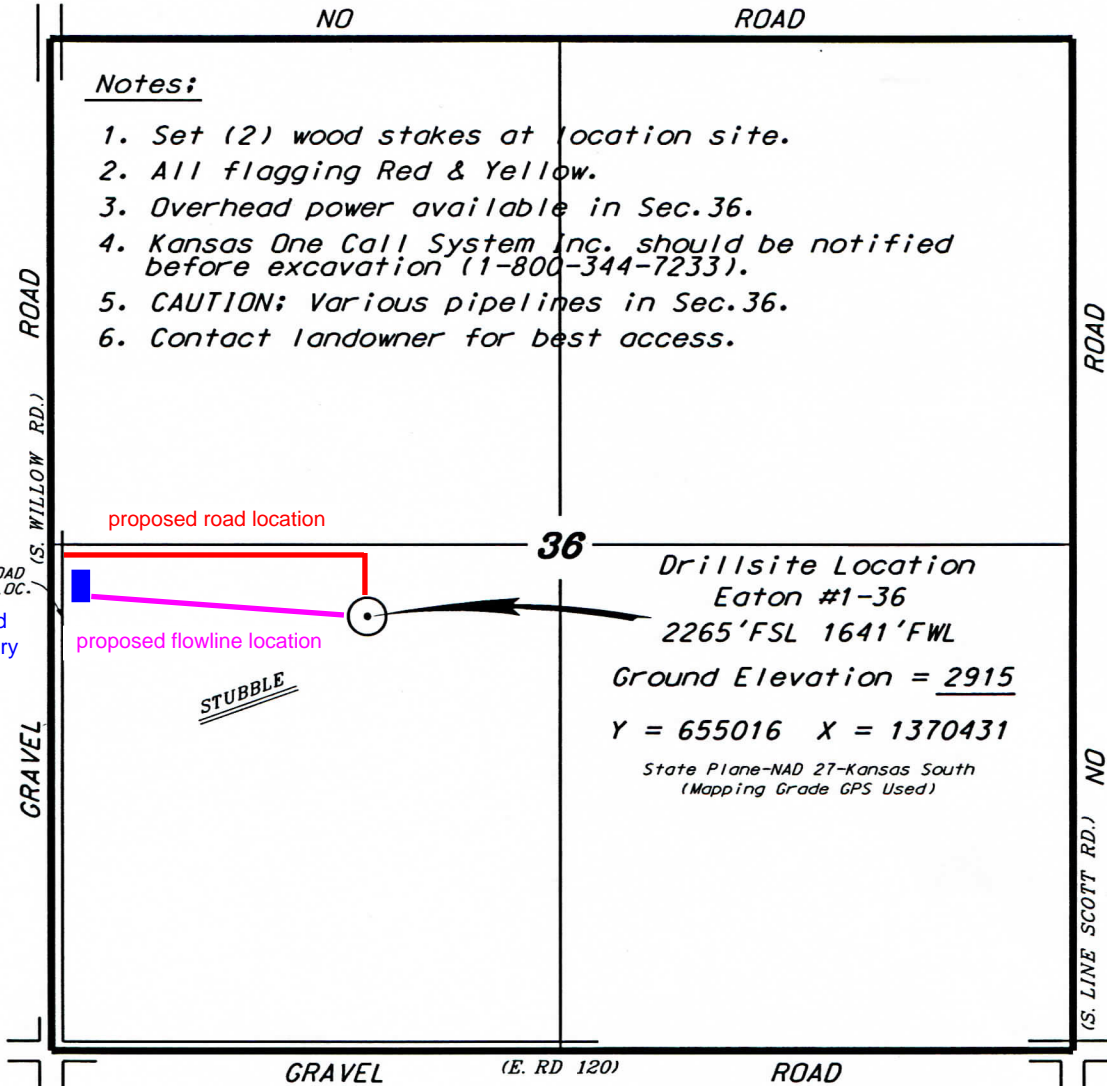 NO ROAD
Notes:
1. Set (2) wood stakes at location site.
2. All flagging Red & Yellow.
3. Overhead power available in Sec.36.
4. Kansas One Call System Inc. should be notified
before excavation (1-800-344-7233).
5. CAUTION: Various pipelines in Sec.36.
6. Contact landowner for best access.
ROAD
(S. WILLOW RD.)
GRAVEL
ROAD
NO
(S. LINE SCOTT RD.)
proposed road location
36
proposed flowline location
STUBBLE
Drillsite Location
Eaton #1-36
2265'FSL 1641'FWL
Ground Elevation = 2915
Y = 655016 X = 1370431
State Plane-NAD 27-Kansas South
(Mapping Grade GPS Used)
GRAVEL (E. RD 120) ROAD